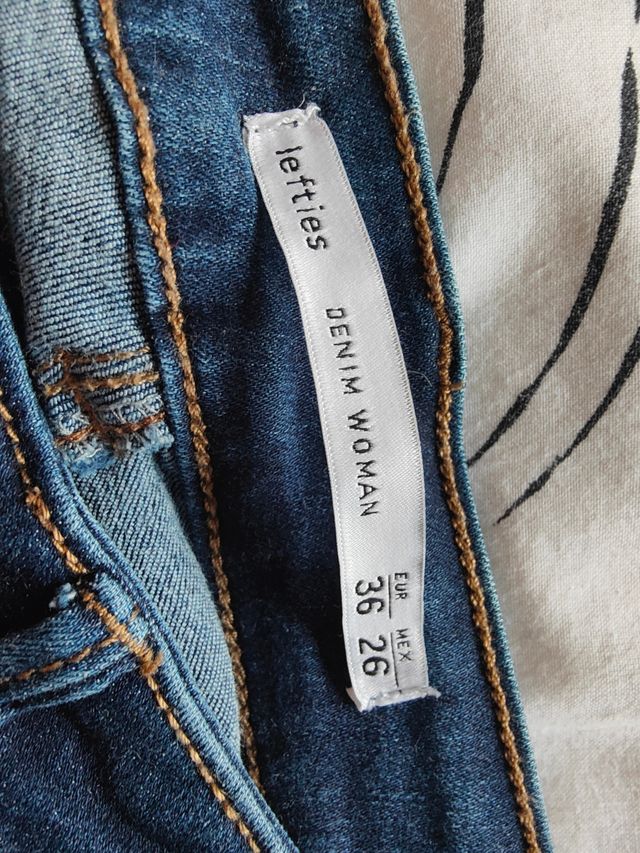 lefties
DENIM WOMAN
EUR MEX
36 26